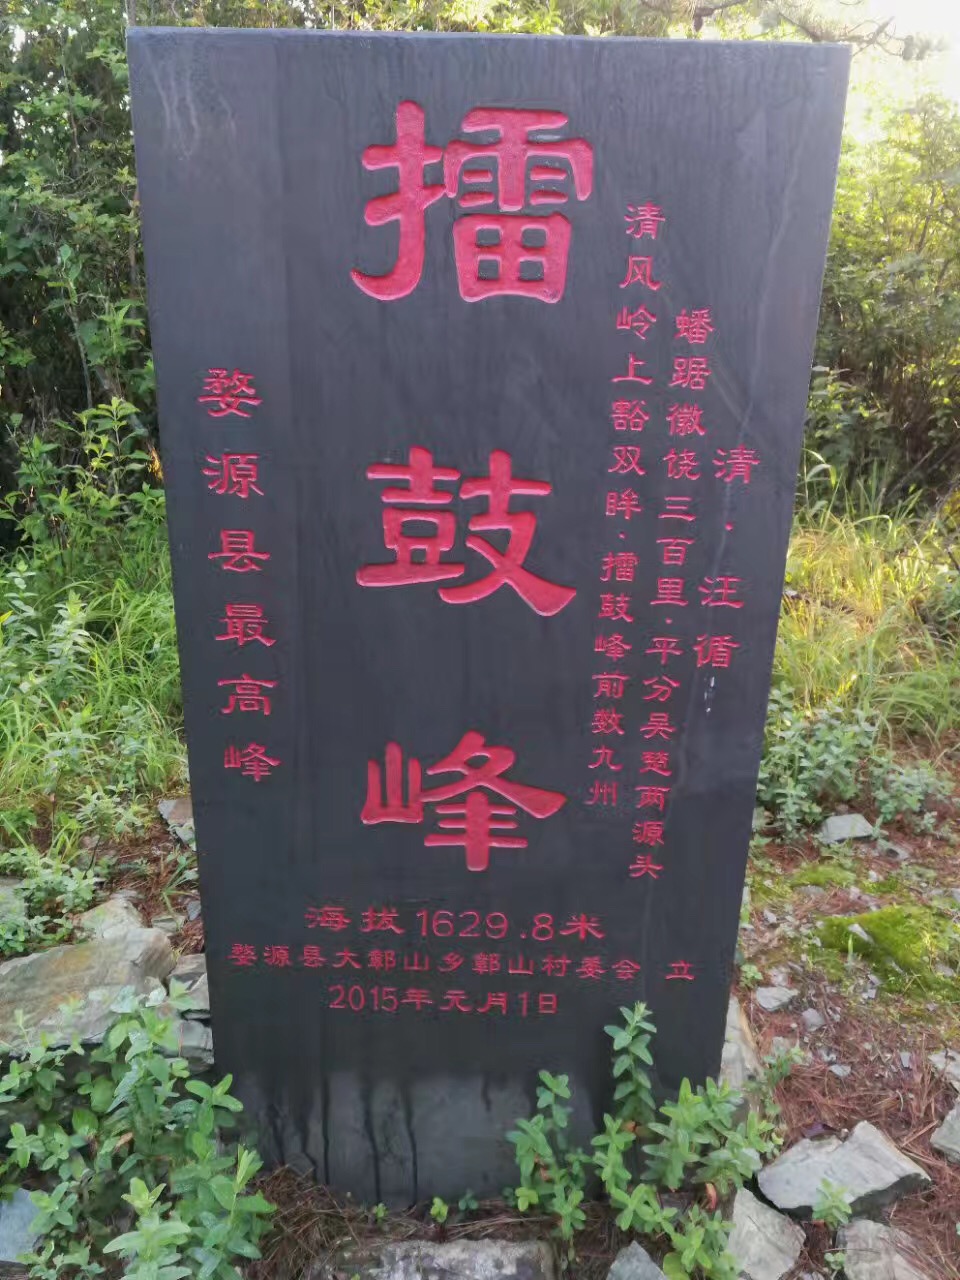 婺源县最高峰
擂鼓峰
清风岭上豁双眸·擂鼓峰前数九州
蟠踞徽饶三百里·平分吴楚两源头
清·汪循
海拔1629.8米
婺源县大鄣山乡鄣山村委会 立
2015年元月1日